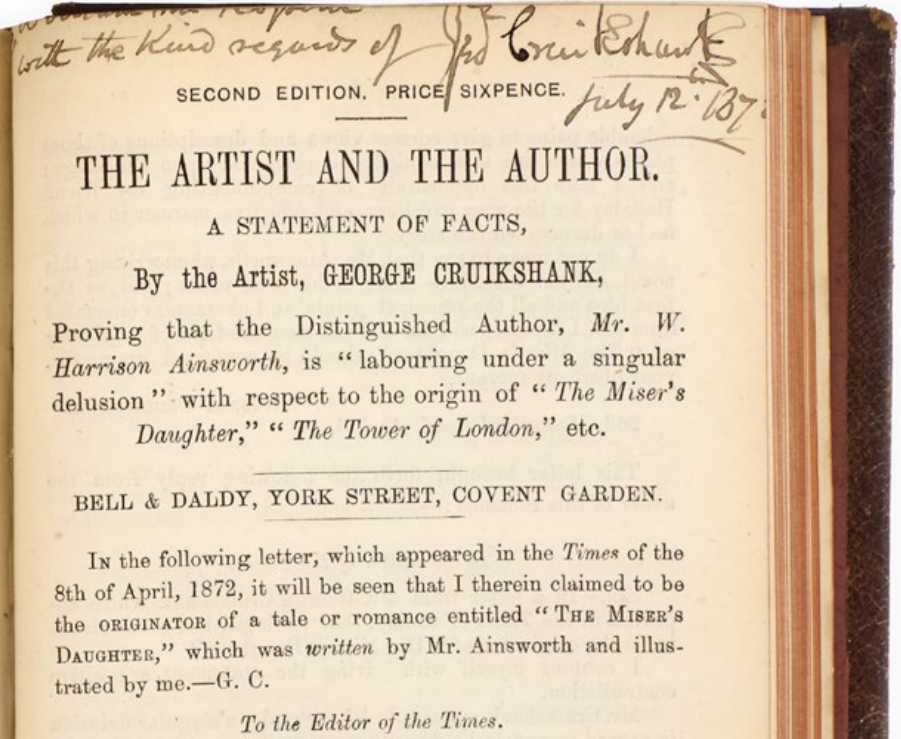 with the Kind regards of Geo Cruikshank
July 12. 187
SECOND EDITION. PRICE SIXPENCE.
THE ARTIST AND THE AUTHOR.
A STATEMENT OF FACTS,
By the Artist, GEORGE CRUIKSHANK,
Proving that the Distinguished Author, Mr. W.
Harrison Ainsworth, is “labouring under a singular
delusion” with respect to the origin of “The Miser's
Daughter,” “The Tower of London,” etc.
BELL & DALDY, YORK STREET, COVENT GARDEN.
IN the following letter, which appeared in the Times of the
8th of April, 1872, it will be seen that I therein claimed to be
the ORIGINATOR of a tale or romance entitled “THE MISER'S
DAUGHTER,” which was written by Mr. Ainsworth and illus-
trated by me.—G. C.
To the Editor of the Times.